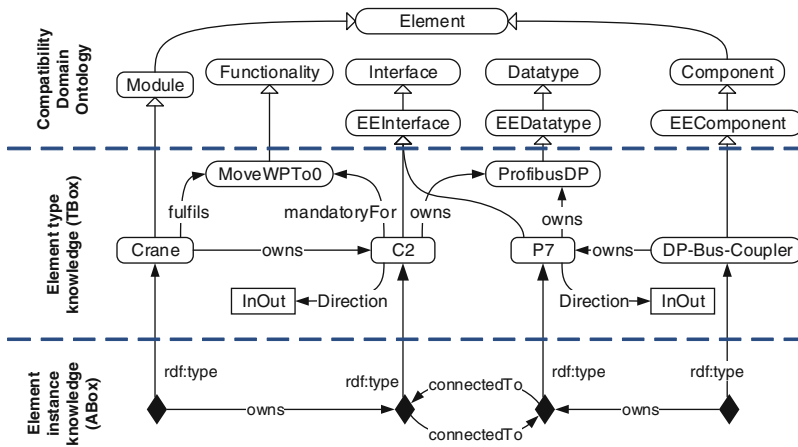 Compatibility
Domain
Ontology
Element
Module
Functionality
Interface
Datatype
Component
EEInterface
EEDatatype
EEComponent
Element type
knowledge (TBox)
MoveWPTo0
ProfibusDP
fulfils
mandatoryFor
owns
owns
Crane
owns
C2
P7
owns
DP-Bus-Coupler
InOut
Direction
Direction
InOut
Element
instance
knowledge
(ABox)
rdf:type
rdf:type
rdf:type
rdf:type
connectedTo
owns
owns
connectedTo